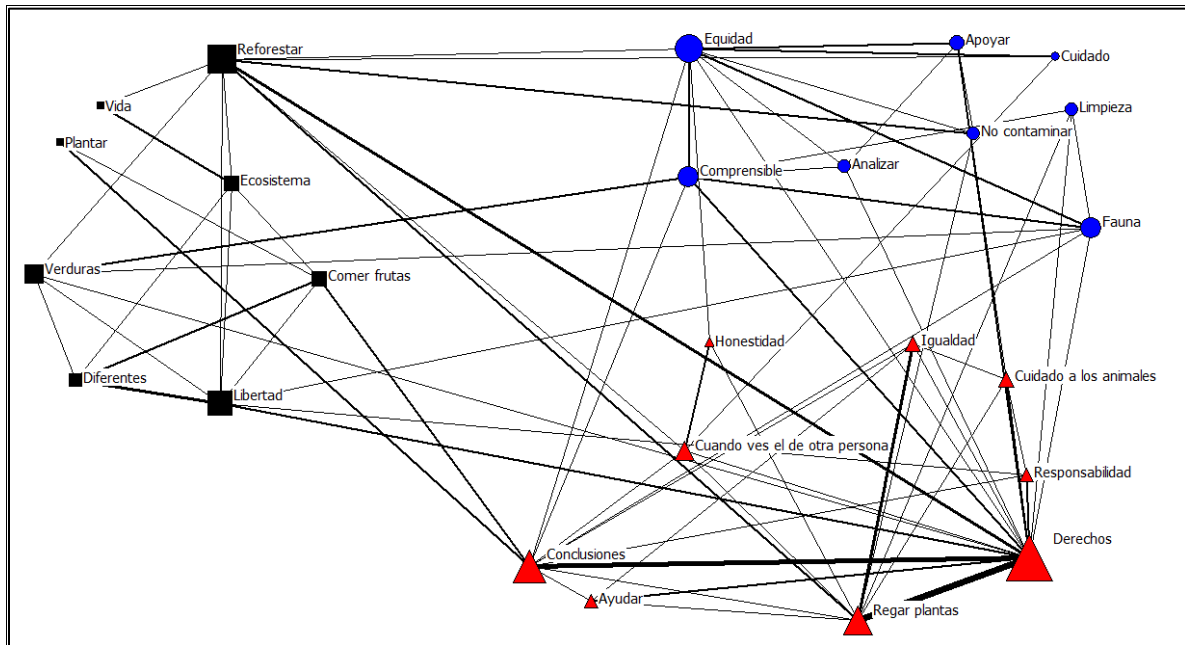 Reforestar
Equidad
Apoyar
Cuidado
Vida
Limpieza
Plantar
No contaminar
Comprensible
Analizar
Ecosistema
Fauna
Verduras
Comer frutas
Honestidad
Igualdad
Diferentes
Cuidado a los animales
Libertad
Cuando ves el de otra persona
Responsabilidad
Conclusiones
Derechos
Ayudar
Regar plantas